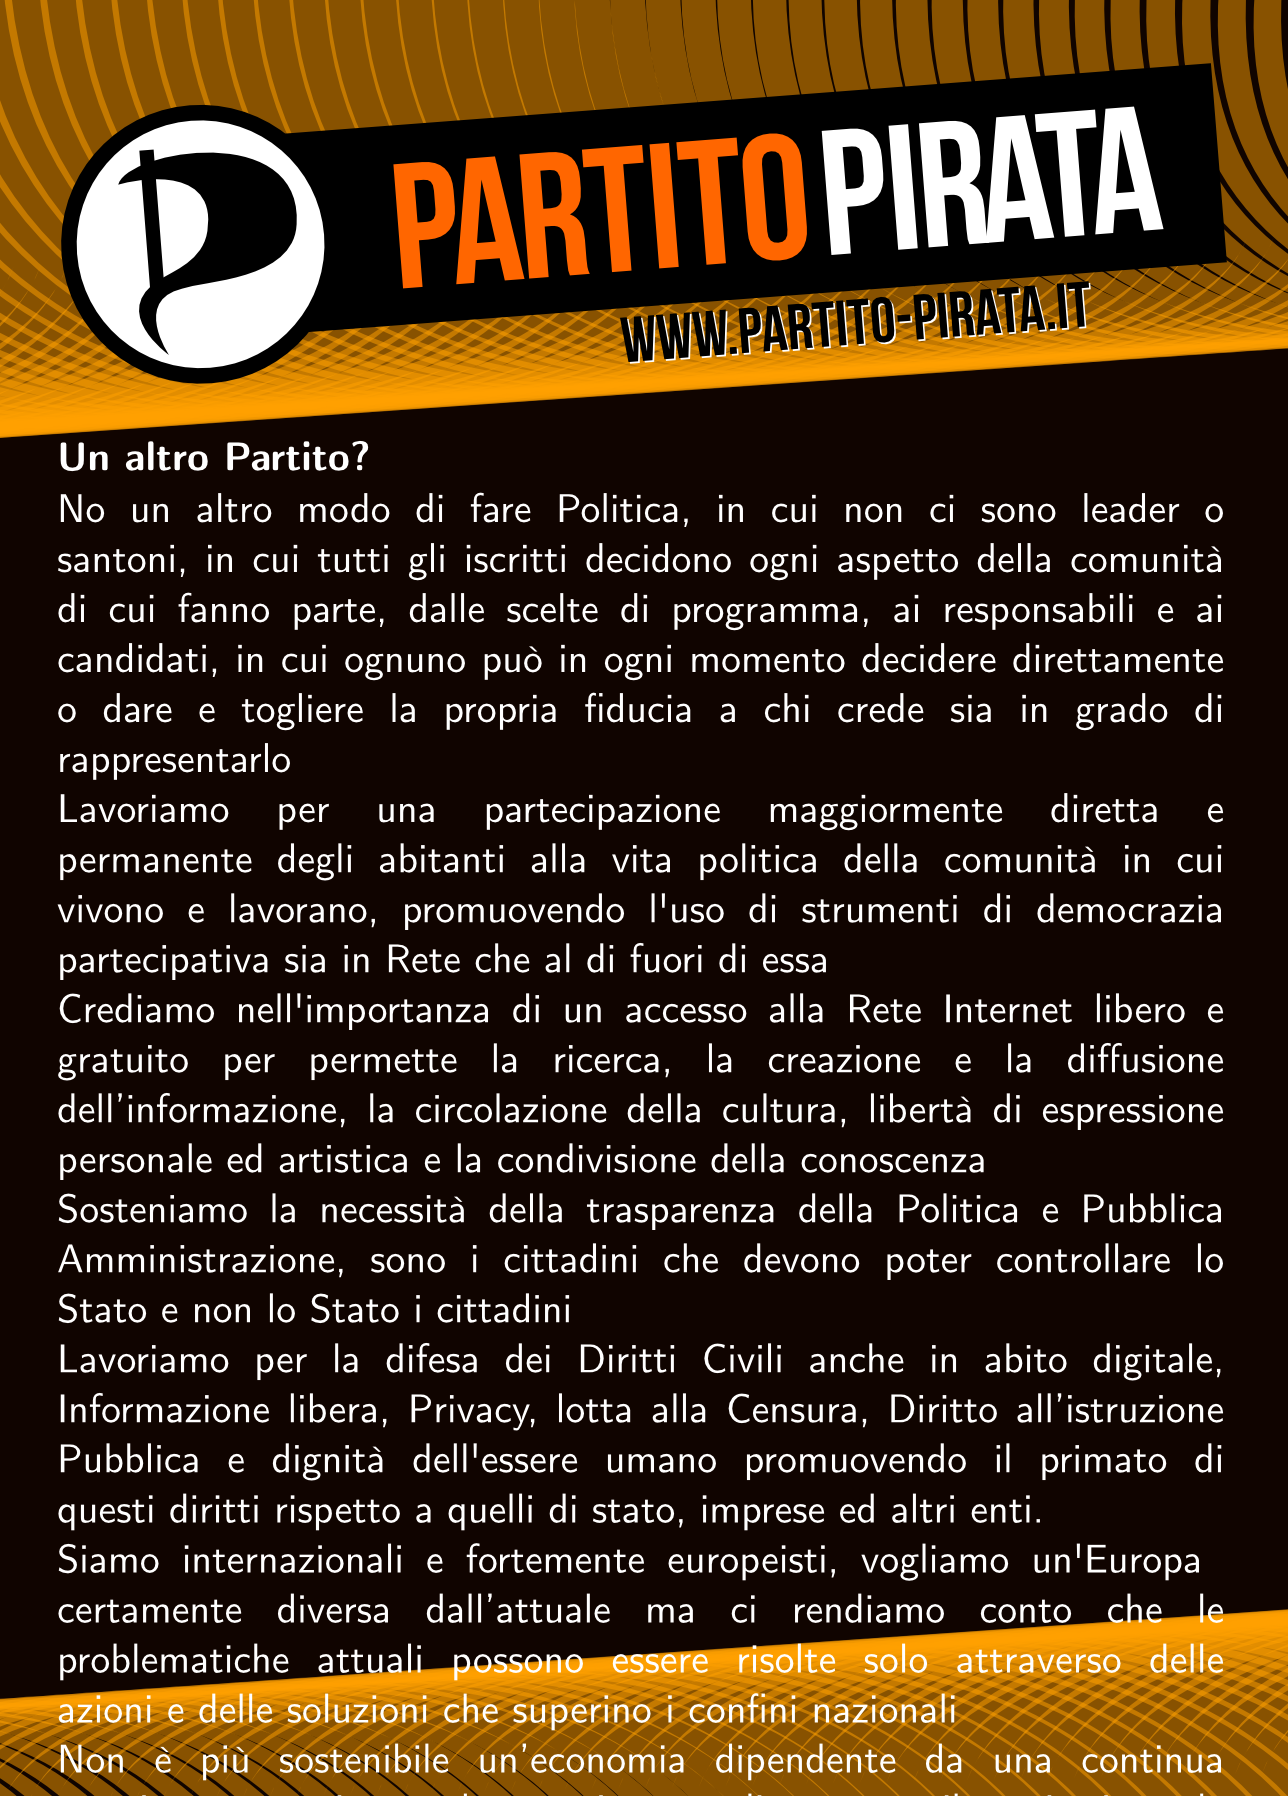 PARTITO PIRATA
WWW.PARTITO-PIRATA.IT
Un altro Partito?
No un altro modo di fare Politica, in cui non ci sono leader o
santoni, in cui tutti gli iscritti decidono ogni aspetto della comunità
di cui fanno parte, dalle scelte di programma, ai responsabili e ai
candidati, in cui ognuno può in ogni momento decidere direttamente
o dare e togliere la propria fiducia a chi crede sia in grado di
rappresentarlo
Lavoriamo per una partecipazione maggiormente diretta e
permanente degli abitanti alla vita politica della comunità in cui
vivono e lavorano, promuovendo l'uso di strumenti di democrazia
partecipativa sia in Rete che al di fuori di essa
Crediamo nell'importanza di un accesso alla Rete Internet libero e
gratuito per permette la ricerca, la creazione e la diffusione
dell’informazione, la circolazione della cultura, libertà di espressione
personale ed artistica e la condivisione della conoscenza
Sosteniamo la necessità della trasparenza della Politica e Pubblica
Amministrazione, sono i cittadini che devono poter controllare lo
Stato e non lo Stato i cittadini
Lavoriamo per la difesa dei Diritti Civili anche in abito digitale,
Informazione libera, Privacy, lotta alla Censura, Diritto all’istruzione
Pubblica e dignità dell'essere umano promuovendo il primato di
questi diritti rispetto a quelli di stato, imprese ed altri enti.
Siamo internazionali e fortemente europeisti, vogliamo un'Europa
certamente diversa dall’attuale ma ci rendiamo conto che le
problematiche attuali possono essere risolte solo attraverso delle
azioni e delle soluzioni che superino i confini nazionali
Non è più sostenibile un’economia dipendente da una continua